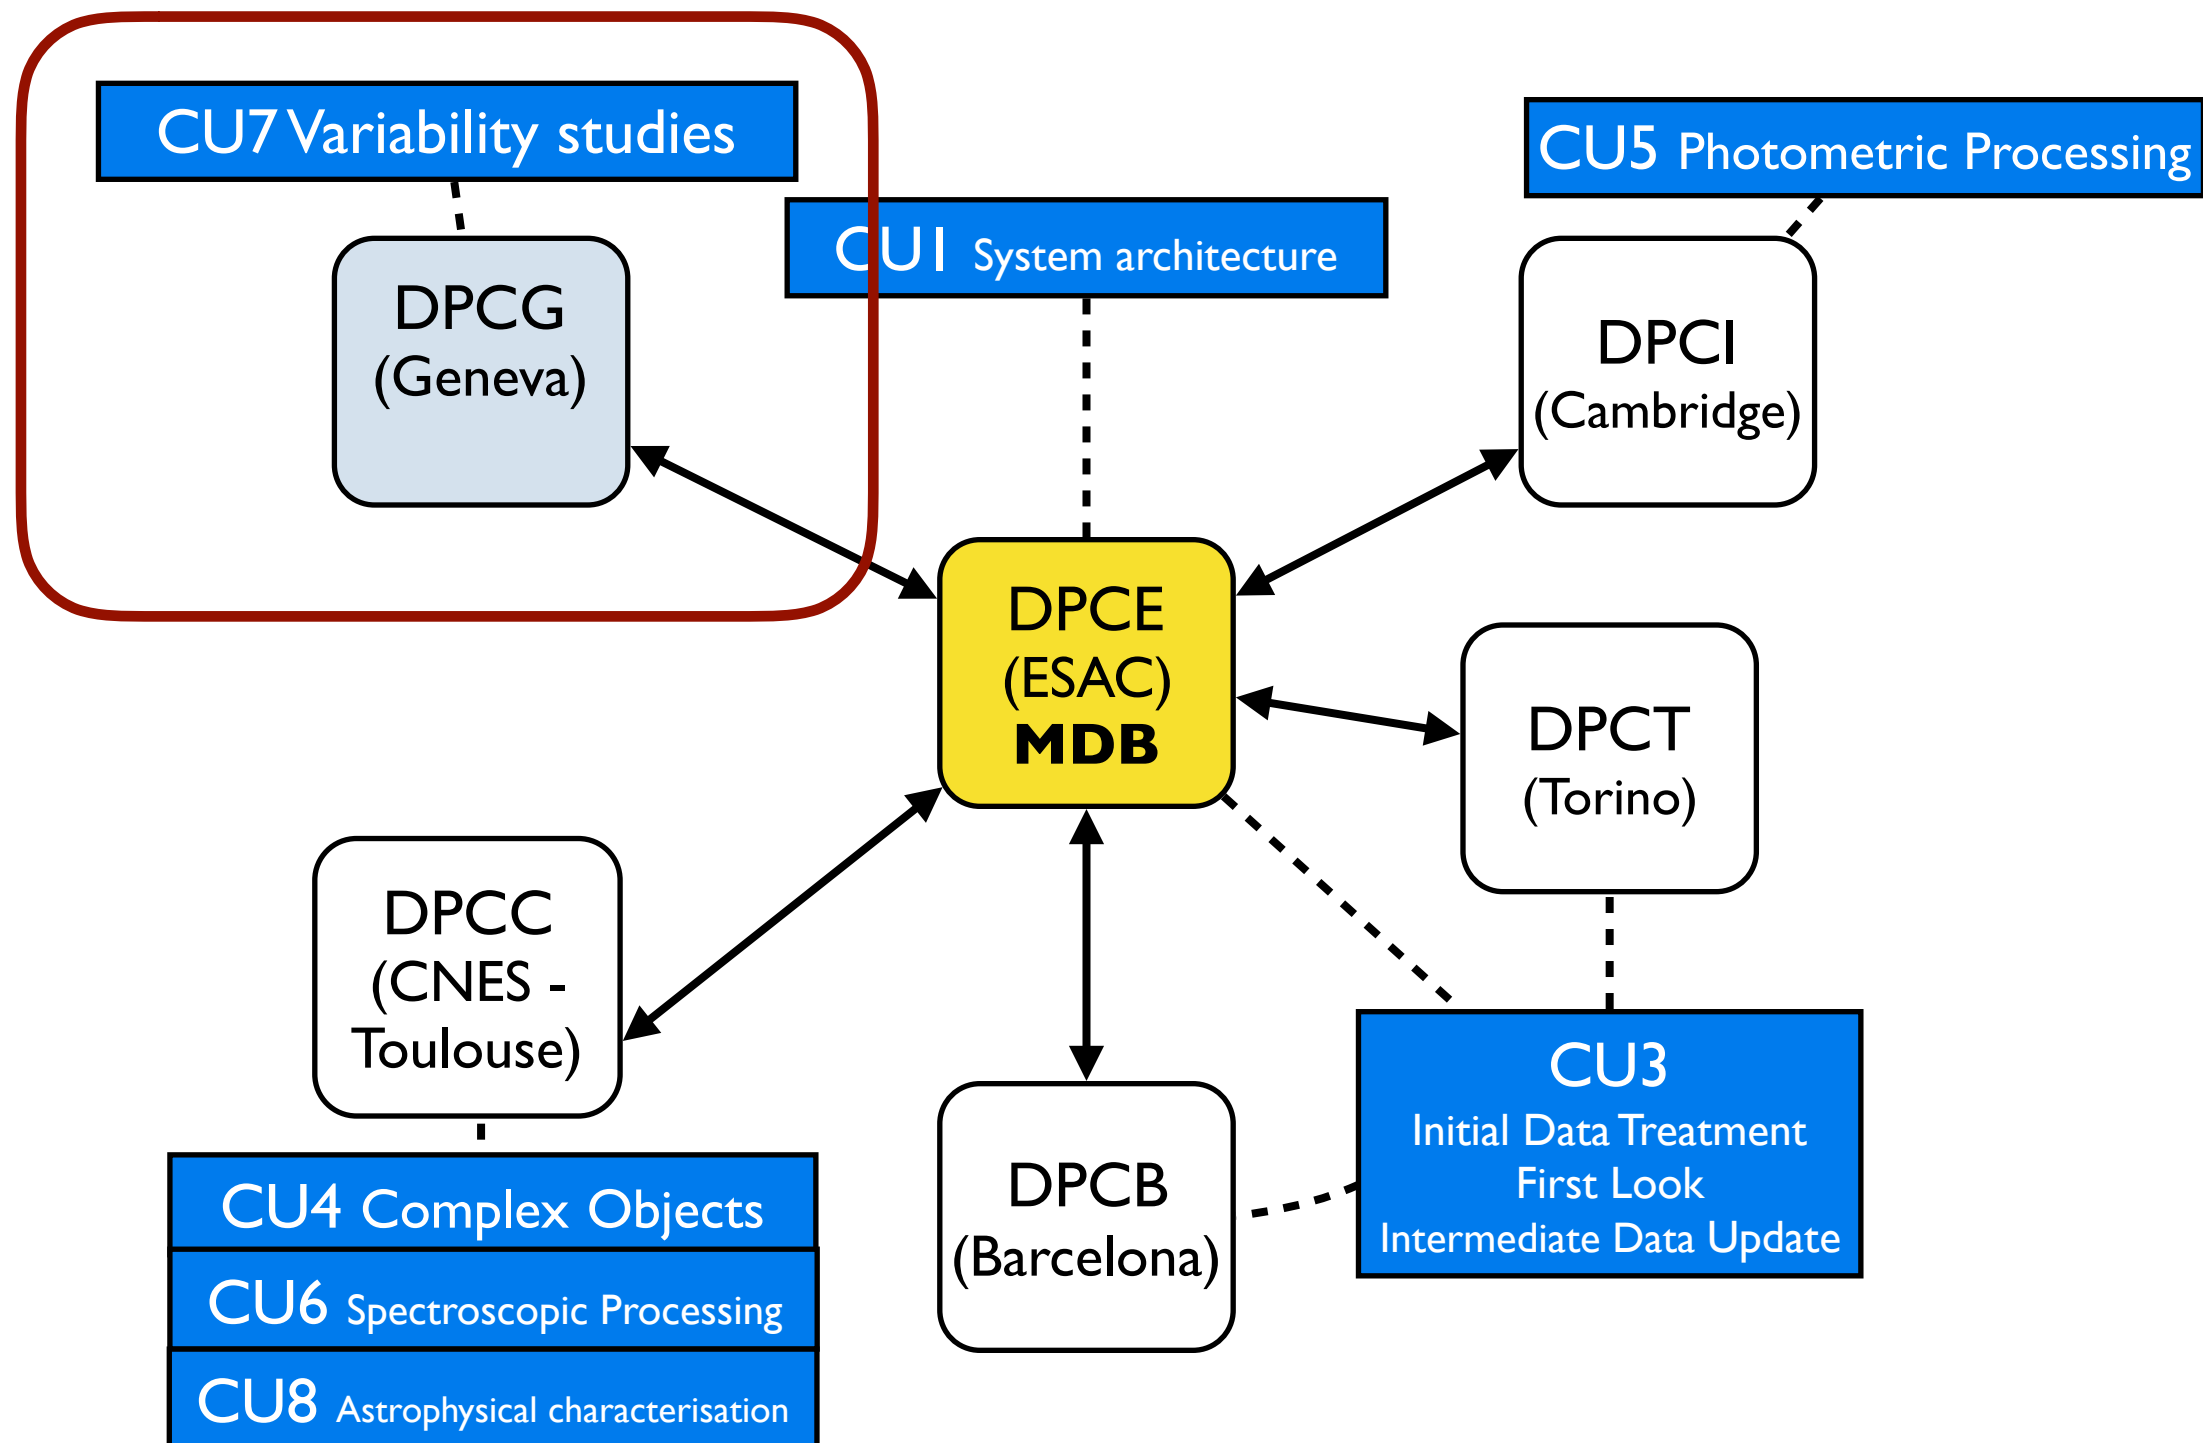 CU7 Variability studies
CU5 Photometric Processing
CU1 System architecture
DPCG
(Geneva)
DPCI
(Cambridge)
DPCE
(ESAC)
MDB
DPCT
(Torino)
DPCC
(CNES -
Toulouse)
CU3
Initial Data Treatment
First Look
Intermediate Data Update
DPCB
(Barcelona)
CU4 Complex Objects
CU6 Spectroscopic Processing
CU8 Astrophysical characterisation